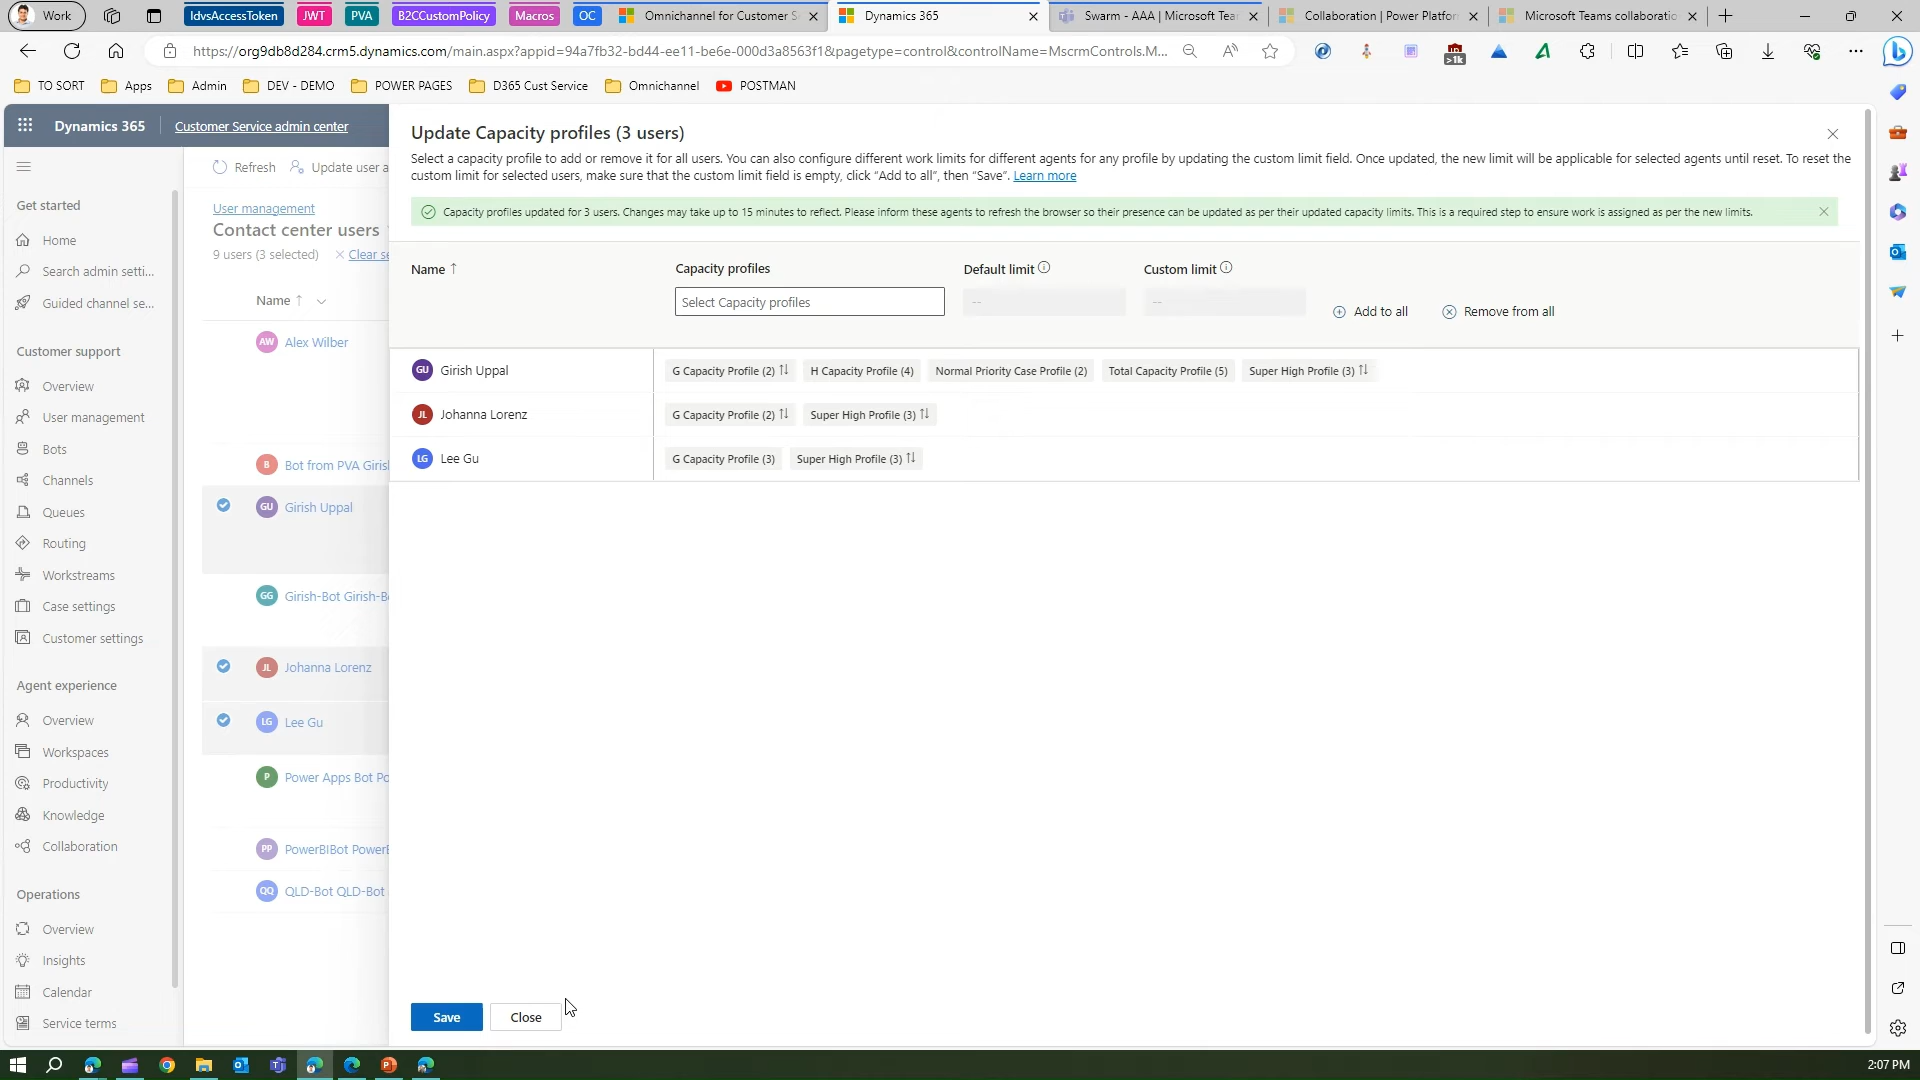 Work
IdvsAccessToken
JWT
PVA
B2CCustomPolicy
Macros
OC
Omnichannel for Customer S
Dynamics 365
Swarm - AAA | Microsoft Tea
Collaboration | Power Platfor
Microsoft Teams collaboratio
https://org9db8d284.crm5.dynamics.com/main.aspx?appid=94a7fb32-bd44-ee11-be6e-000d3a8563f1&pagetype=control&controlName=MscrmControls.M...
>1k
TO SORT
Apps
Admin
DEV - DEMO
POWER PAGES
D365 Cust Service
Omnichannel
POSTMAN
Dynamics 365
Customer Service admin center
Get started
Home
Search admin setti...
Guided channel se...
Customer support
Overview
User management
Bots
Channels
Queues
Routing
Workstreams
Case settings
Customer settings
Agent experience
Overview
Workspaces
Productivity
Knowledge
Collaboration
Operations
Overview
Insights
Calendar
Service terms
Refresh
Update user a
User management
Contact center users
9 users (3 selected)
Clear se
Name ↑
AW Alex Wilber
B Bot from PVA Giris
GU Girish Uppal
GG Girish-Bot Girish-B
JL Johanna Lorenz
LG Lee Gu
P Power Apps Bot Po
PP PowerBIBot PowerB
QQ QLD-Bot QLD-Bot
Update Capacity profiles (3 users)
Select a capacity profile to add or remove it for all users. You can also configure different work limits for different agents for any profile by updating the custom limit field. Once updated, the new limit will be applicable for selected agents until reset. To reset the
custom limit for selected users, make sure that the custom limit field is empty, click “Add to all”, then “Save”. Learn more
Capacity profiles updated for 3 users. Changes may take up to 15 minutes to reflect. Please inform these agents to refresh the browser so their presence can be updated as per their updated capacity limits. This is a required step to ensure work is assigned as per the new limits.
Name ↑
Capacity profiles
Default limit
Custom limit
Select Capacity profiles
--
--
Add to all
Remove from all
GU Girish Uppal
G Capacity Profile (2) ↑↓
H Capacity Profile (4)
Normal Priority Case Profile (2)
Total Capacity Profile (5)
Super High Profile (3) ↑↓
JL Johanna Lorenz
G Capacity Profile (2) ↑↓
Super High Profile (3) ↑↓
LG Lee Gu
G Capacity Profile (3)
Super High Profile (3) ↑↓
Save
Close
2:07 PM